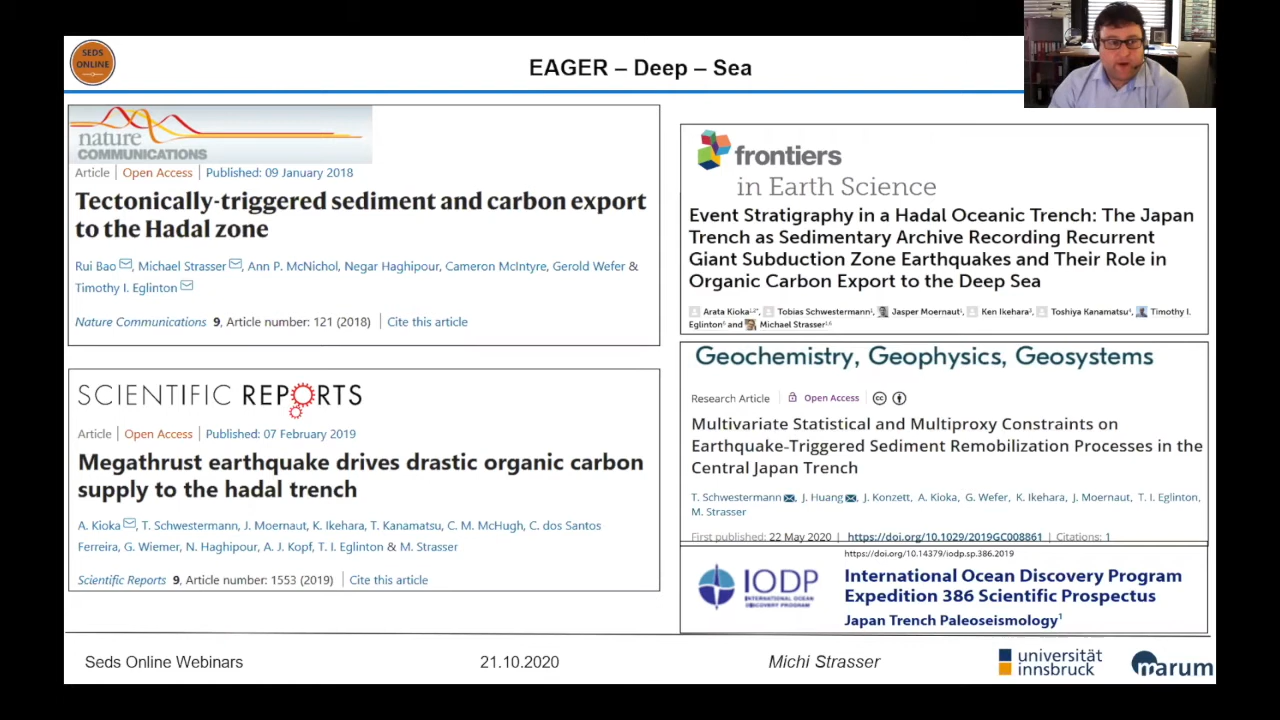 SEDS
ONLINE
EAGER – Deep – Sea
nature
COMMUNICATIONS
Article | Open Access | Published: 09 January 2018
Tectonically-triggered sediment and carbon export
to the Hadal zone
Rui Bao, Michael Strasser, Ann P. McNichol, Negar Haghipour, Cameron McIntyre, Gerold Wefer &
Timothy I. Eglinton
Nature Communications 9, Article number: 121 (2018) | Cite this article
SCIENTIFIC REPORTS
Article | Open Access | Published: 07 February 2019
Megathrust earthquake drives drastic organic carbon
supply to the hadal trench
A. Kioka, T. Schwestermann, J. Moernaut, K. Ikehara, T. Kanamatsu, C. M. McHugh, C. dos Santos
Ferreira, G. Wiemer, N. Haghipour, A. J. Kopf, T. I. Eglinton & M. Strasser
Scientific Reports 9, Article number: 1553 (2019) | Cite this article
frontiers
in Earth Science
Event Stratigraphy in a Hadal Oceanic Trench: The Japan
Trench as Sedimentary Archive Recording Recurrent
Giant Subduction Zone Earthquakes and Their Role in
Organic Carbon Export to the Deep Sea
Arata Kioka, Tobias Schwestermann, Jasper Moernaut, Ken Ikehara, Toshiya Kanamatsu, Timothy I.
Eglinton and Michael Strasser
Geochemistry, Geophysics, Geosystems
Research Article | Open Access
Multivariate Statistical and Multiproxy Constraints on
Earthquake-Triggered Sediment Remobilization Processes in the
Central Japan Trench
T. Schwestermann, J. Huang, J. Konzett, A. Kioka, G. Wefer, K. Ikehara, J. Moernaut, T. I. Eglinton,
M. Strasser
First published: 22 May 2020 | https://doi.org/10.1029/2019GC008861 | Citations: 1
https://doi.org/10.14379/iodp.sp.386.2019
IODP
INTERNATIONAL OCEAN
DISCOVERY PROGRAM
International Ocean Discovery Program
Expedition 386 Scientific Prospectus
Japan Trench Paleoseismology¹
Seds Online Webinars
21.10.2020
Michi Strasser
universität
innsbruck
marum